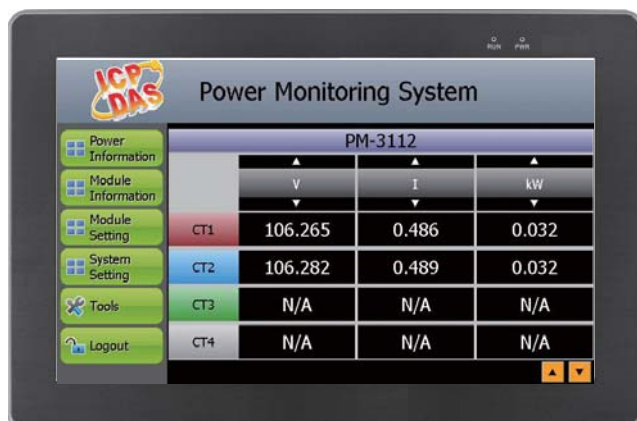 RUN PWR
ICP
DAS
Power Monitoring System
PM-3112
Power
Information
Module
Information
Module
Setting
System
Setting
Tools
Logout
V I kW
CT1 106.265 0.486 0.032
CT2 106.282 0.489 0.032
CT3 N/A N/A N/A
CT4 N/A N/A N/A